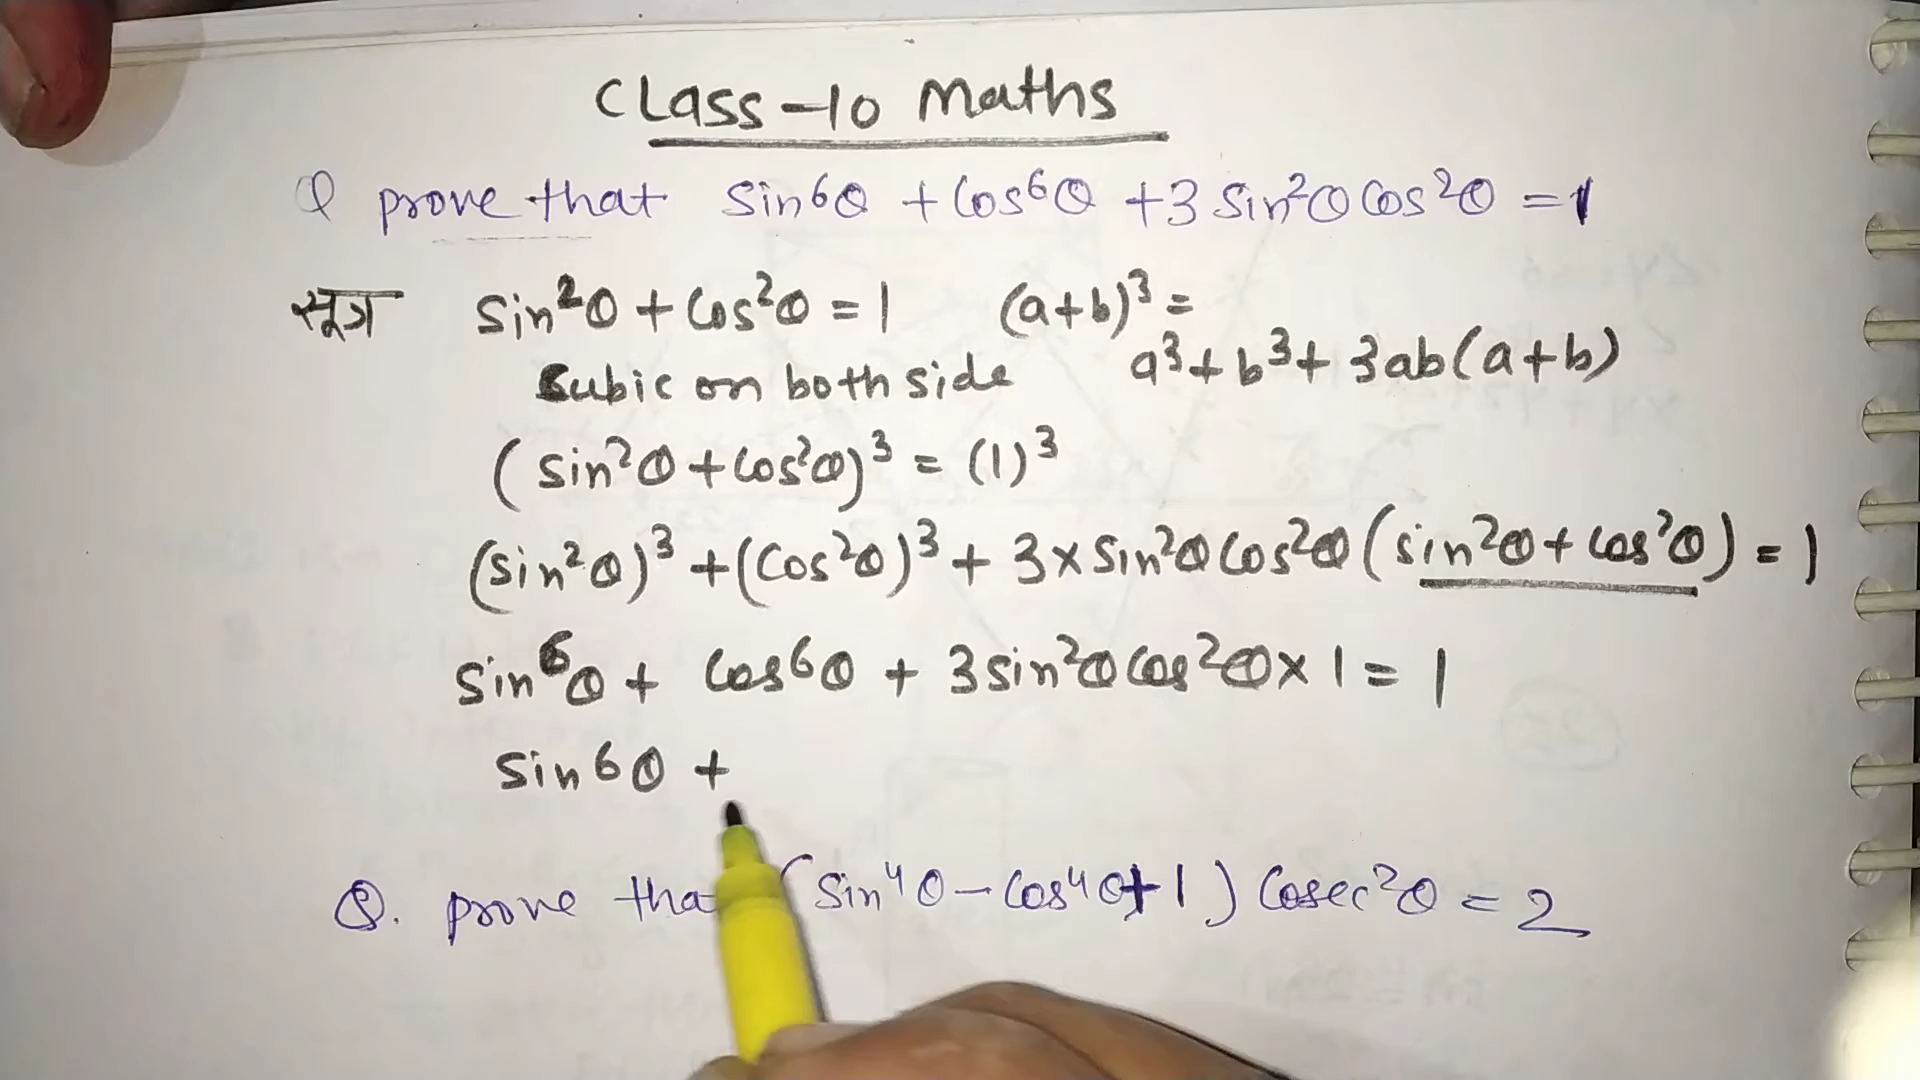 Class-10 Maths
Q prove that sin⁶θ + cos⁶θ + 3 sin²θ cos²θ = 1
सूत्र sin²θ + cos²θ = 1 (a+b)³ =
a³ + b³ + 3ab(a+b)
Cubic on both side
(sin²θ + cos²θ)³ = (1)³
(sin²θ)³ + (cos²θ)³ + 3 × sin²θ cos²θ (sin²θ + cos²θ) = 1
sin⁶θ + cos⁶θ + 3 sin²θ cos²θ × 1 = 1
sin⁶θ +
Q. prove tha (sin⁴θ - cos⁴θ + 1) cosec²θ = 2